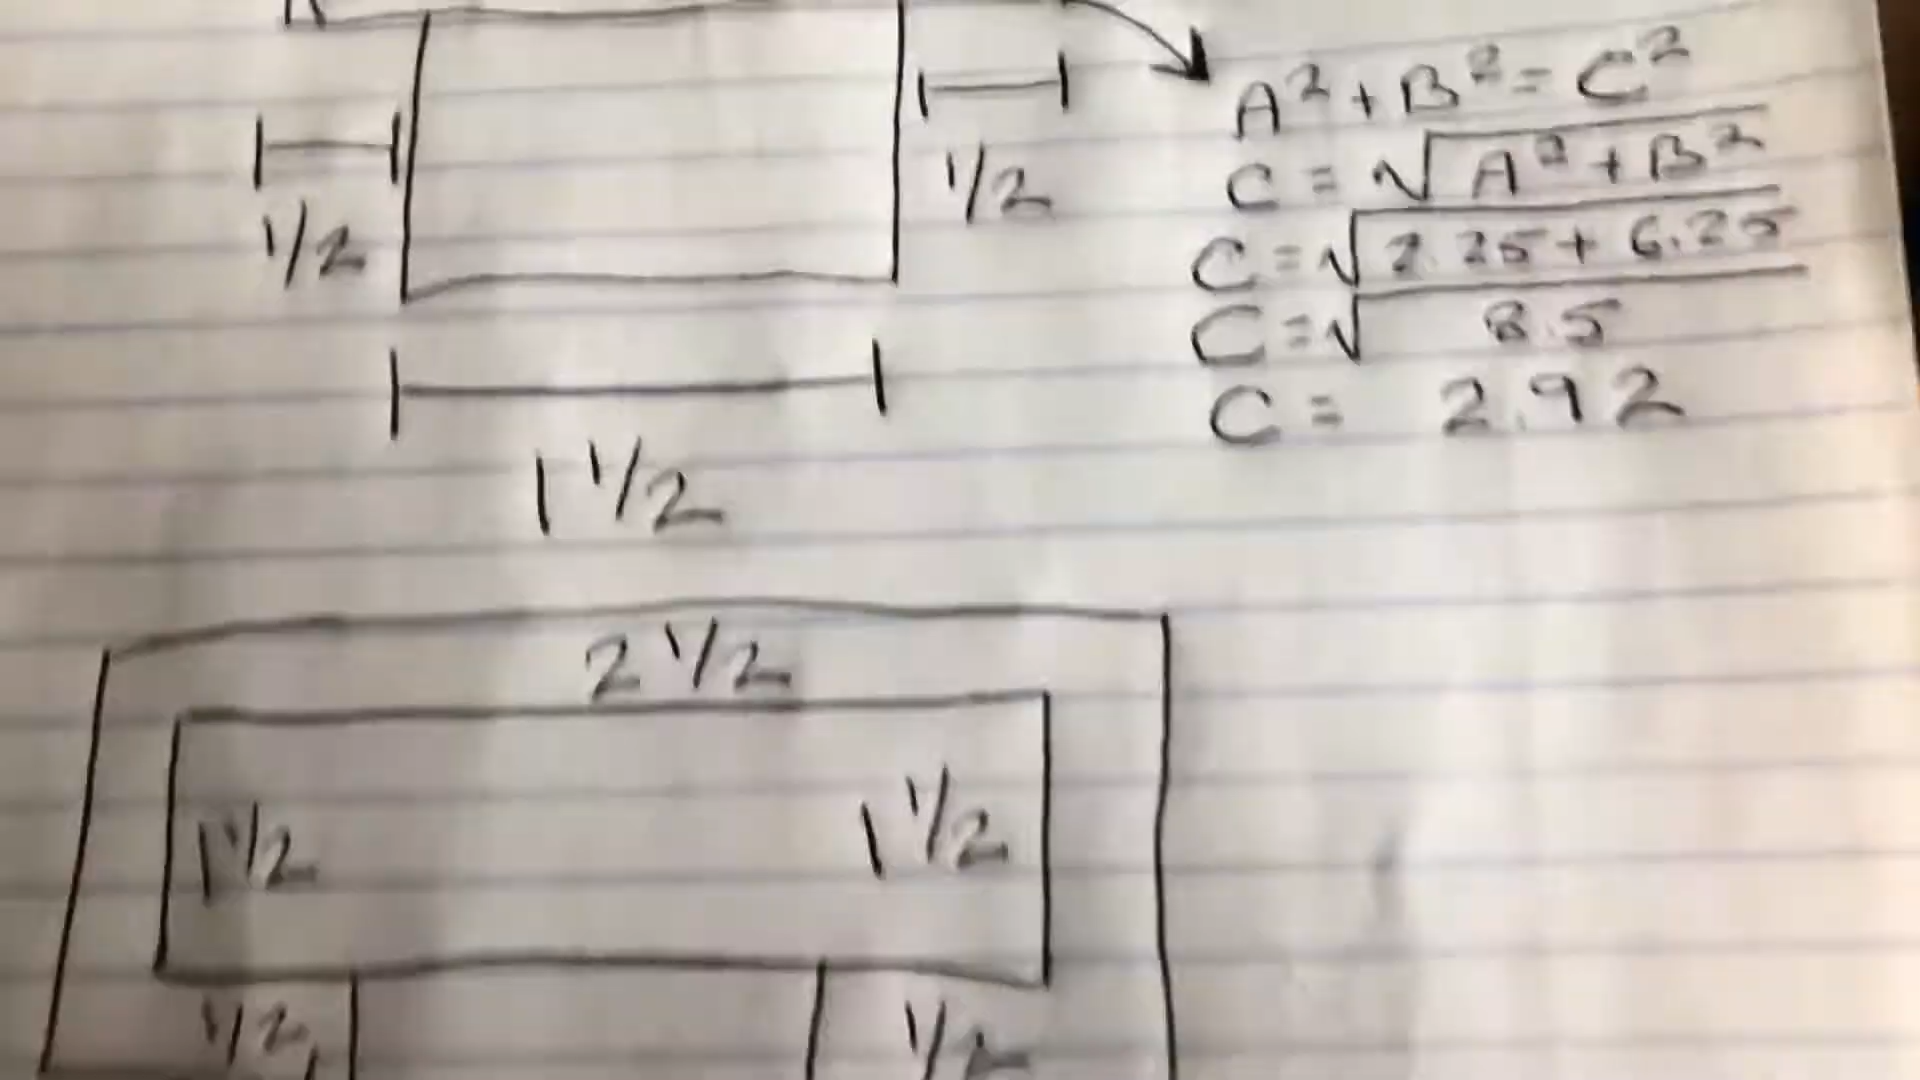 A² + B² = C²
1/2
C = √A² + B²
1/2
C = √2.25 + 6.25
C = √8.5
C = 2.92
1 1/2
2 1/2
1 1/2
1 1/2
1/2
1/2